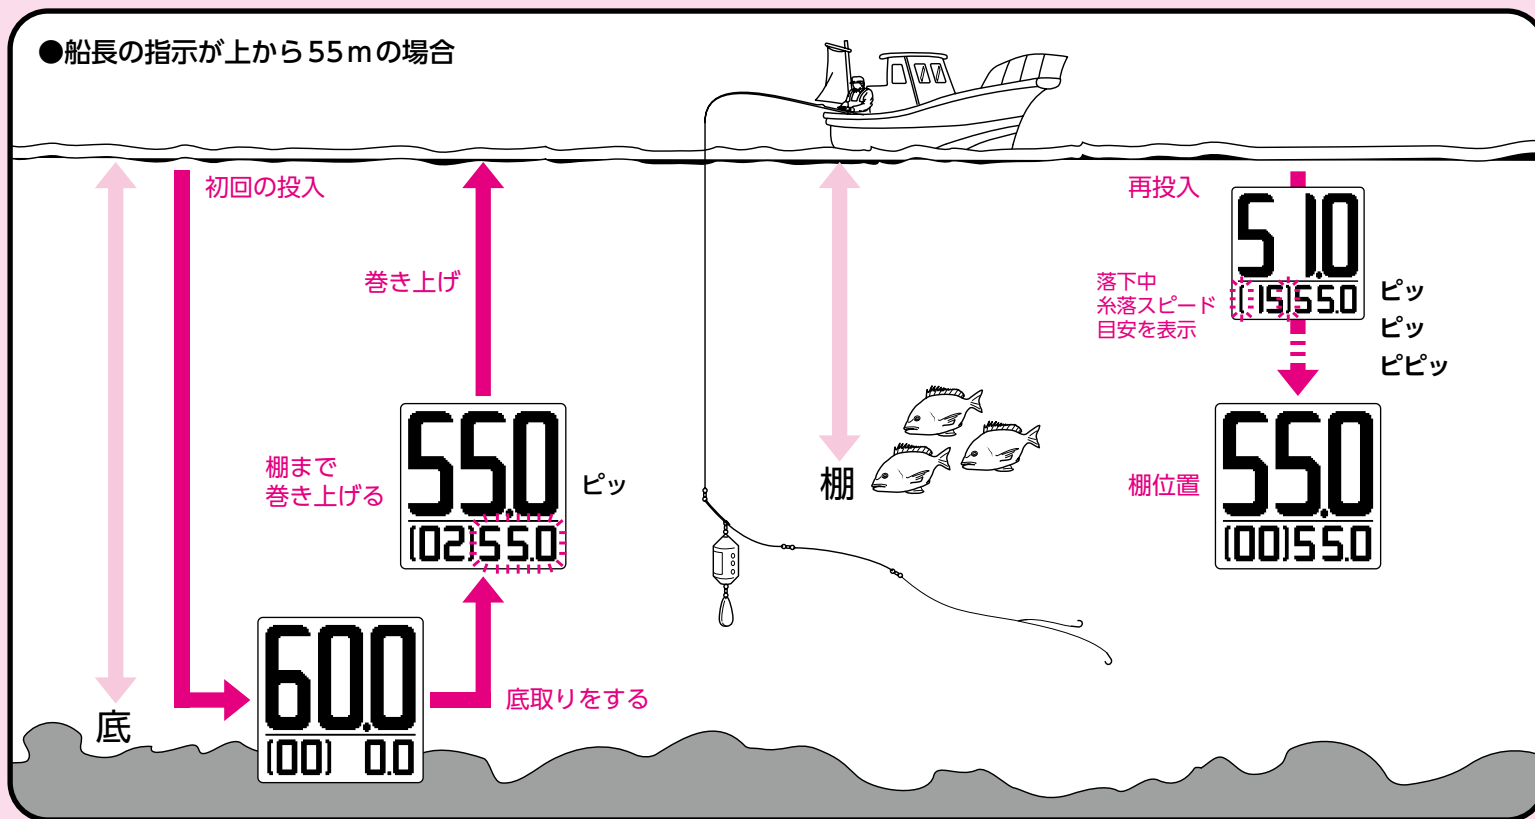 ●船長の指示が上から55mの場合
初回の投入
巻き上げ
棚まで
巻き上げる
55.0
(02)55.0
ピッ
60.0
(00) 0.0
底取りをする
底
棚
再投入
51.0
(15)55.0
落下中
糸落スピード
目安を表示
ピッ
ピッ
ピピッ
棚位置
55.0
(00)55.0